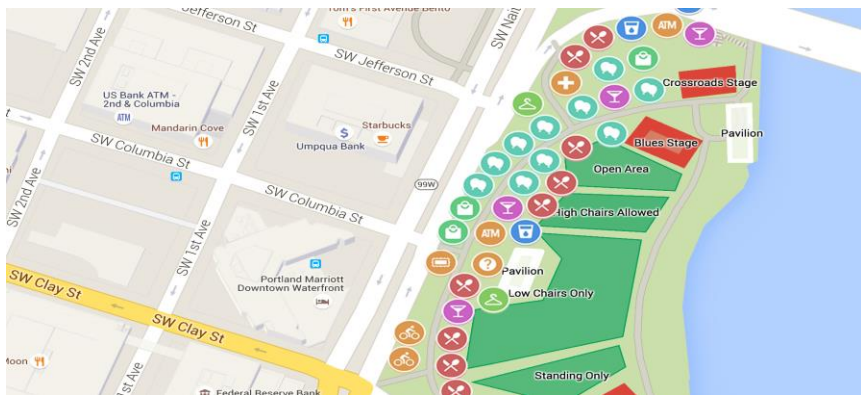 SW 2nd Ave
Jefferson St
Tom's First Avenue Bento
SW Nait
ATM
SW Jefferson St
Crossroads Stage
US Bank ATM -
2nd & Columbia
ATM
SW 1st Ave
Mandarin Cove
Starbucks
$
Umpqua Bank
Pavilion
Blues Stage
Open Area
SW Columbia St
99W
SW Columbia St
High Chairs Allowed
SW 2nd Ave
SW 1st Ave
ATM
?
Pavilion
Portland Marriott
Downtown Waterfront
Low Chairs Only
SW Clay St
SW Clay St
Moon
1st Ave
Federal Reserve Bank
Standing Only